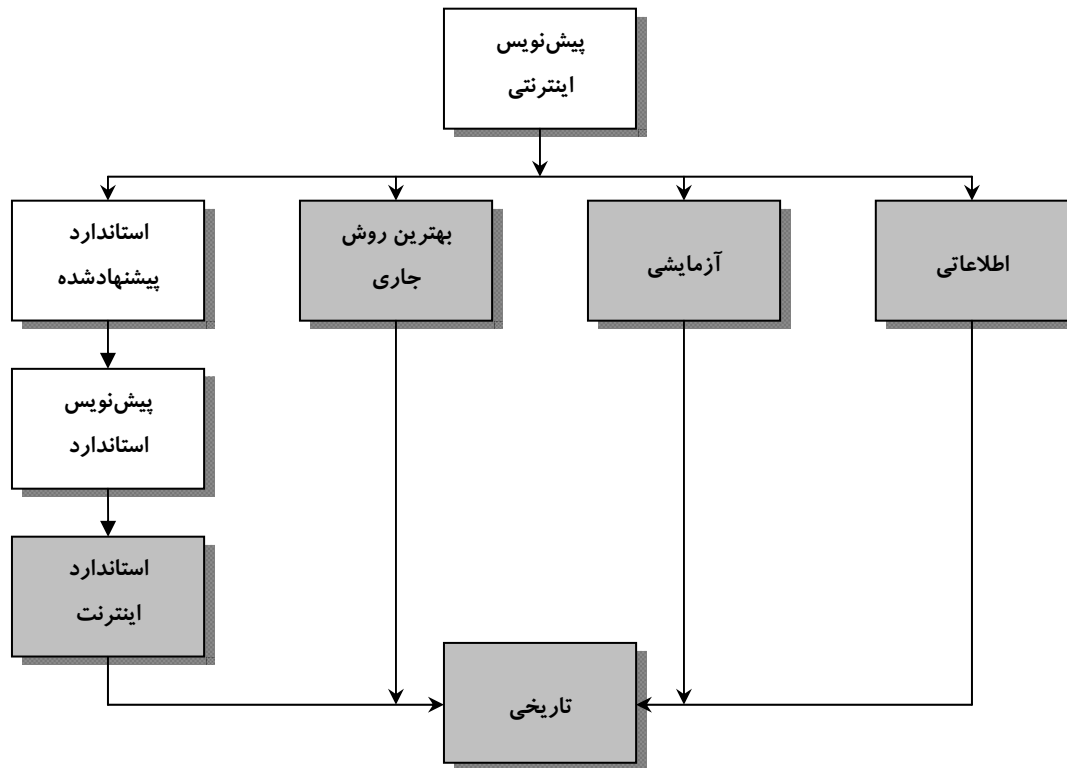 پیش‌نویس
اینترنتی
استاندارد
پیشنهادشده
بهترین روش
جاری
آزمایشی
اطلاعاتی
پیش‌نویس
استاندارد
استاندارد
اینترنت
تاریخی